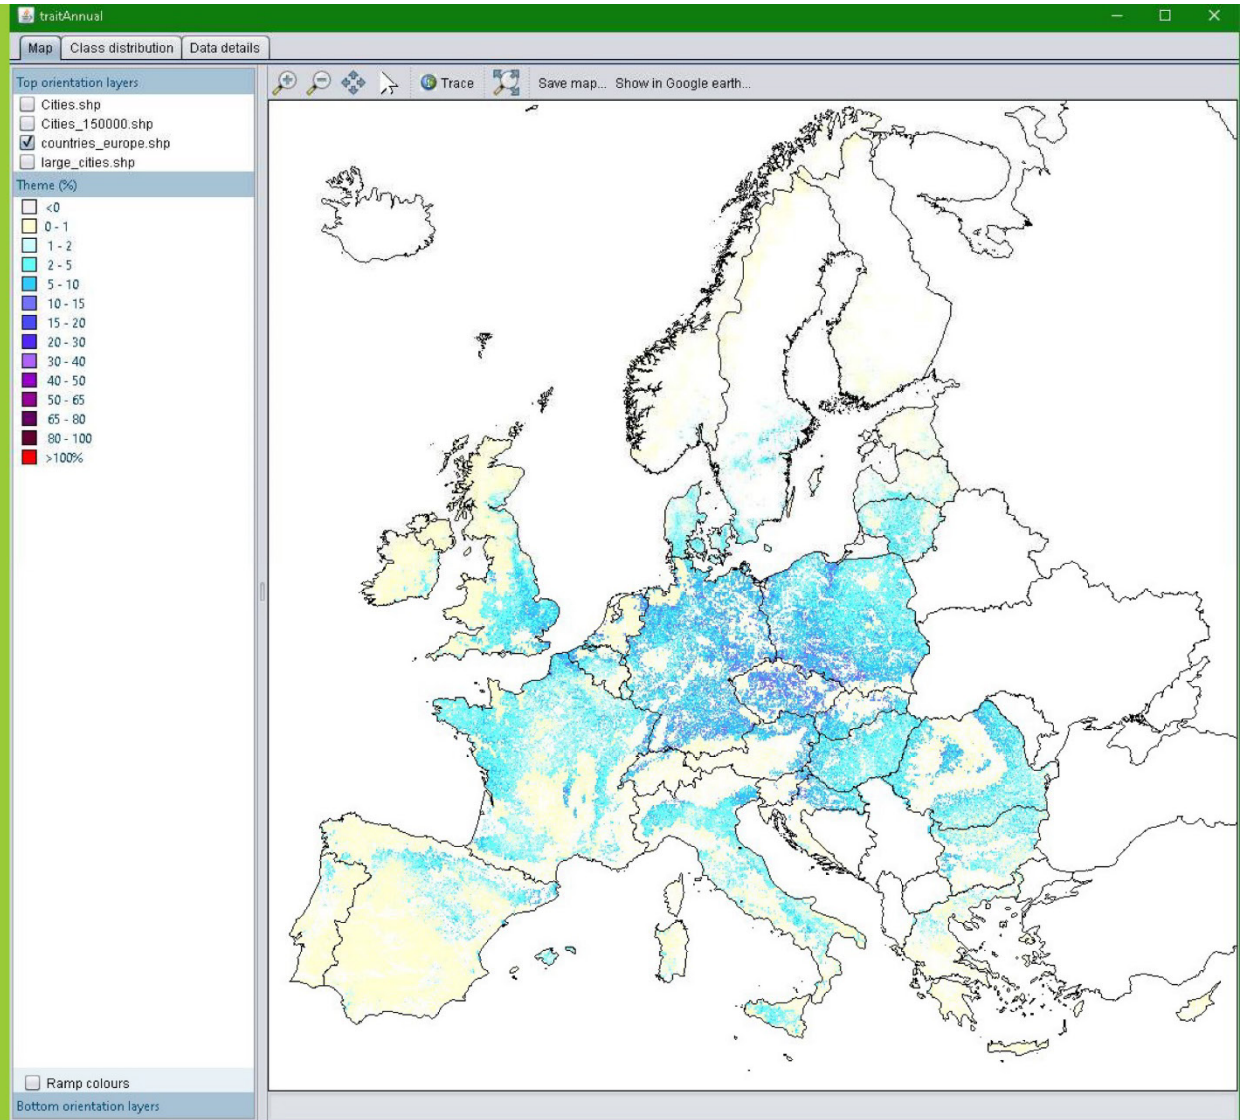 traitAnnual
Map Class distribution Data details
Top orientation layers
Cities.shp
Cities_150000.shp
countries_europe.shp
large_cities.shp
Theme (%)
<0
0 - 1
1 - 2
2 - 5
5 - 10
10 - 15
15 - 20
20 - 30
30 - 40
40 - 50
50 - 65
65 - 80
80 - 100
>100%
Ramp colours
Bottom orientation layers
Trace Save map... Show in Google earth...